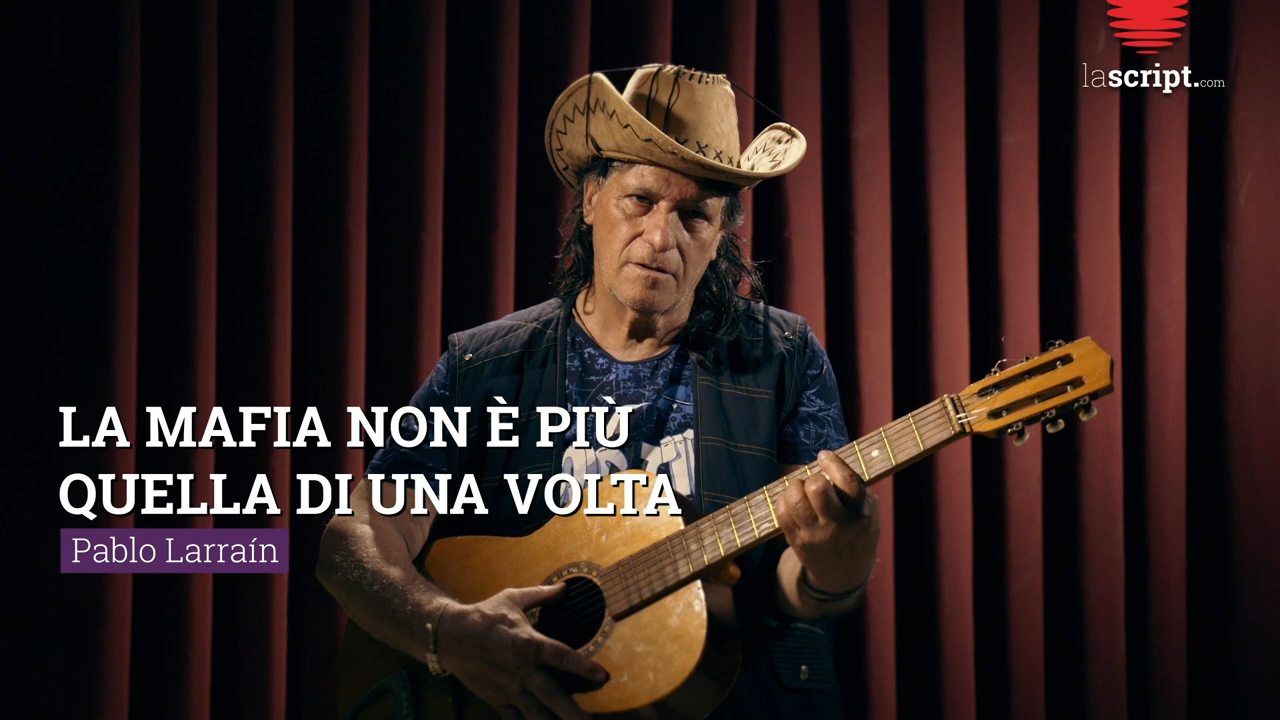 lascript.com
LA MAFIA NON È PIÙ
QUELLA DI UNA VOLTA
Pablo Larraín